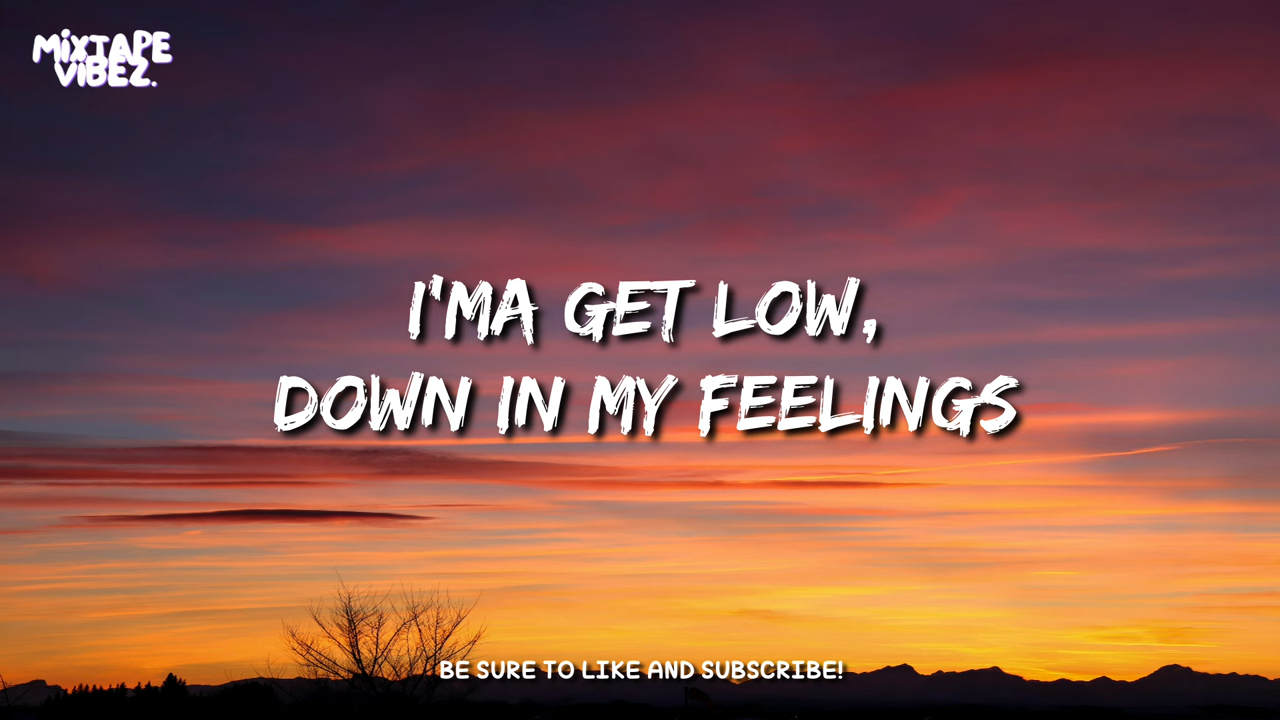 MIXTAPE
VIBEZ.
I'MA GET LOW,
DOWN IN MY FEELINGS
BE SURE TO LIKE AND SUBSCRIBE!